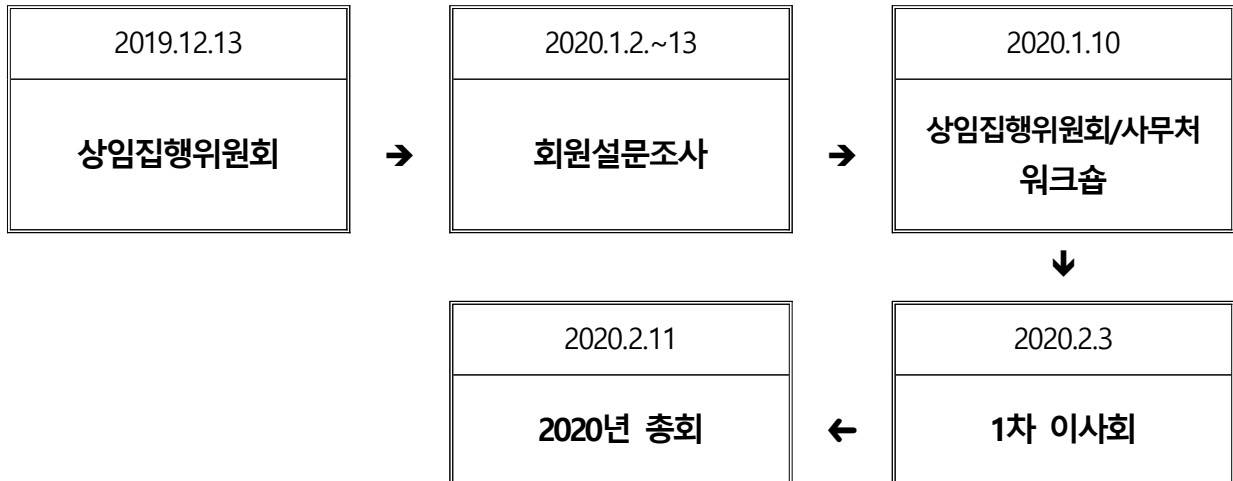 2019.12.13
상임집행위원회
➔
2020.1.2.~13
회원설문조사
➔
2020.1.10
상임집행위원회/사무처
워크숍
🡻
2020.2.3
1차 이사회
🡸
2020.2.11
2020년 총회